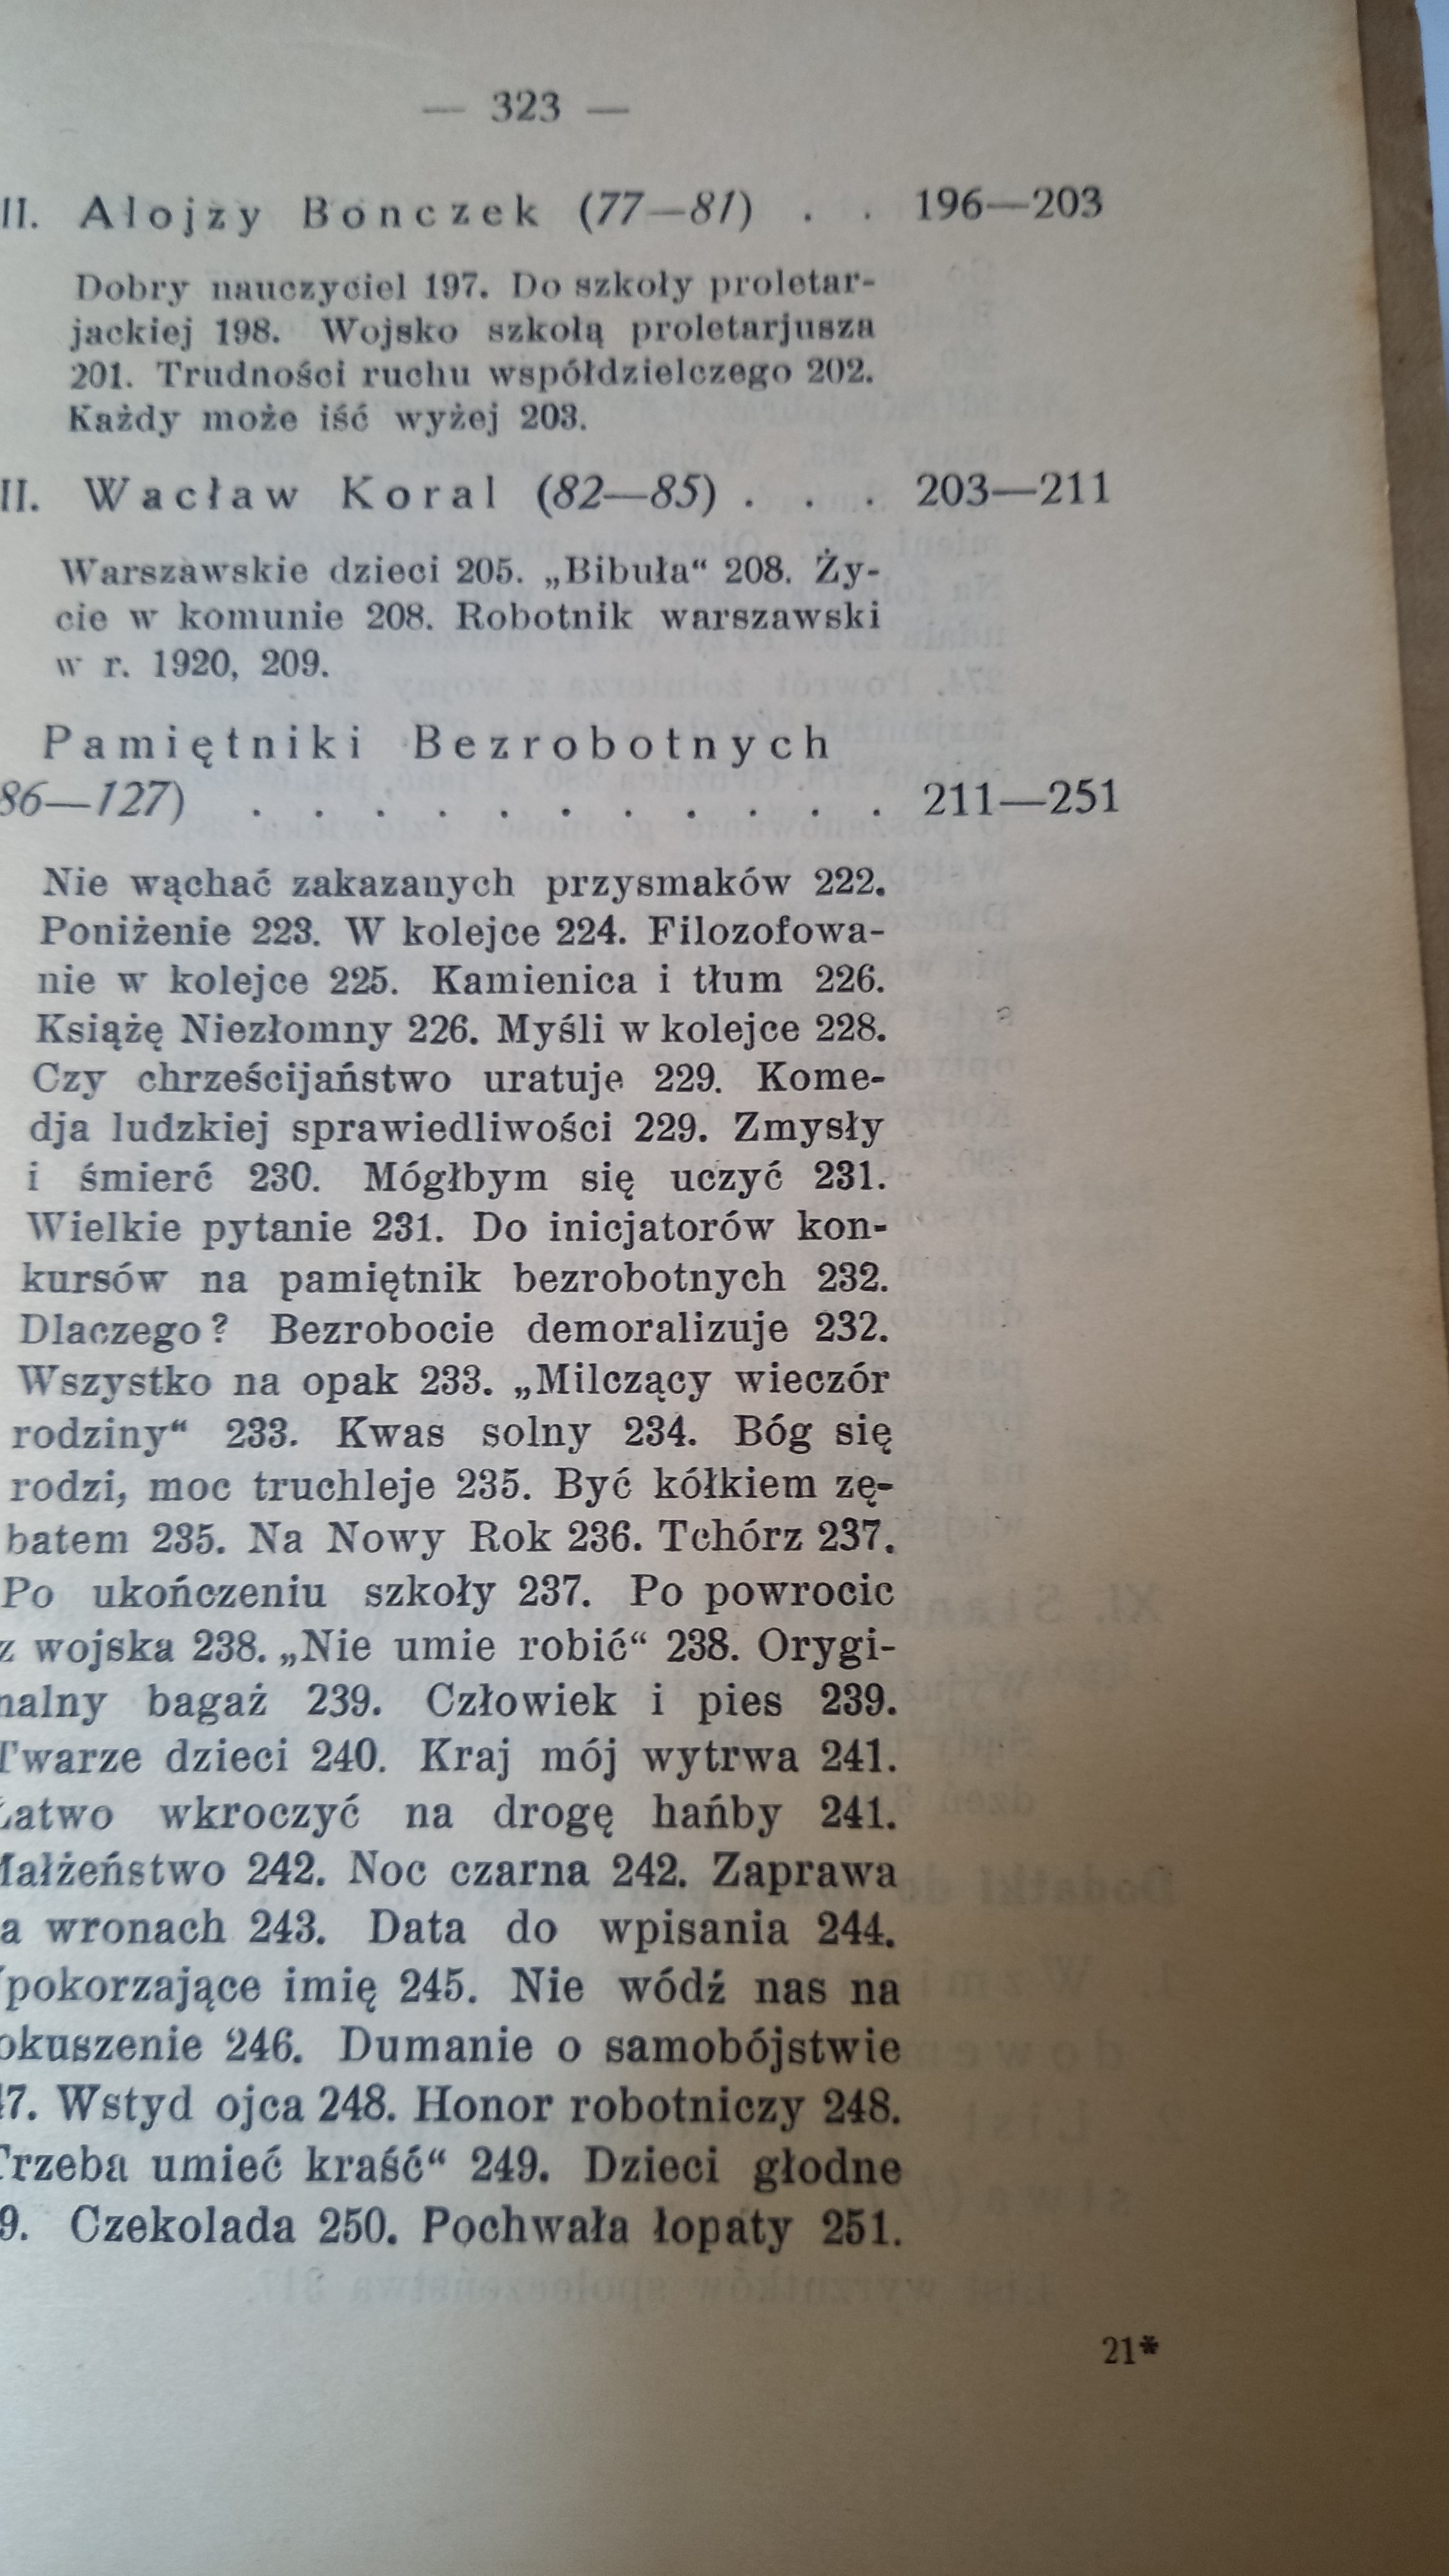 — 323 —
II. Alojzy Bonczek (77—81) . . 196—203
Dobry nauczyciel 197. Do szkoły proletar-
jackiej 198. Wojsko szkołą proletarjusza
201. Trudności ruchu współdzielczego 202.
Każdy może iść wyżej 203.
II. Wacław Koral (82—85) . . . 203—211
Warszawskie dzieci 205. „Bibuła“ 208. Ży-
cie w komunie 208. Robotnik warszawski
w r. 1920, 209.
Pamiętniki Bezrobotnych
86—127) . . . . . . . . . . . 211—251
Nie wąchać zakazanych przysmaków 222.
Poniżenie 223. W kolejce 224. Filozofowa-
nie w kolejce 225. Kamienica i tłum 226.
Książę Niezłomny 226. Myśli w kolejce 228.
Czy chrześcijaństwo uratuje 229. Kome-
dja ludzkiej sprawiedliwości 229. Zmysły
i śmierć 230. Mógłbym się uczyć 231.
Wielkie pytanie 231. Do inicjatorów kon-
kursów na pamiętnik bezrobotnych 232.
Dlaczego? Bezrobocie demoralizuje 232.
Wszystko na opak 233. „Milczący wieczór
rodziny“ 233. Kwas solny 234. Bóg się
rodzi, moc truchleje 235. Być kółkiem zę-
batem 235. Na Nowy Rok 236. Tchórz 237.
Po ukończeniu szkoły 237. Po powrocic
z wojska 238. „Nie umie robić“ 238. Orygi-
nalny bagaż 239. Człowiek i pies 239.
Twarze dzieci 240. Kraj mój wytrwa 241.
Łatwo wkroczyć na drogę hańby 241.
Małżeństwo 242. Noc czarna 242. Zaprawa
a wronach 243. Data do wpisania 244.
pokorzające imię 245. Nie wódź nas na
okuszenie 246. Dumanie o samobójstwie
7. Wstyd ojca 248. Honor robotniczy 248.
Trzeba umieć kraść“ 249. Dzieci głodne
9. Czekolada 250. Pochwała łopaty 251.
21*